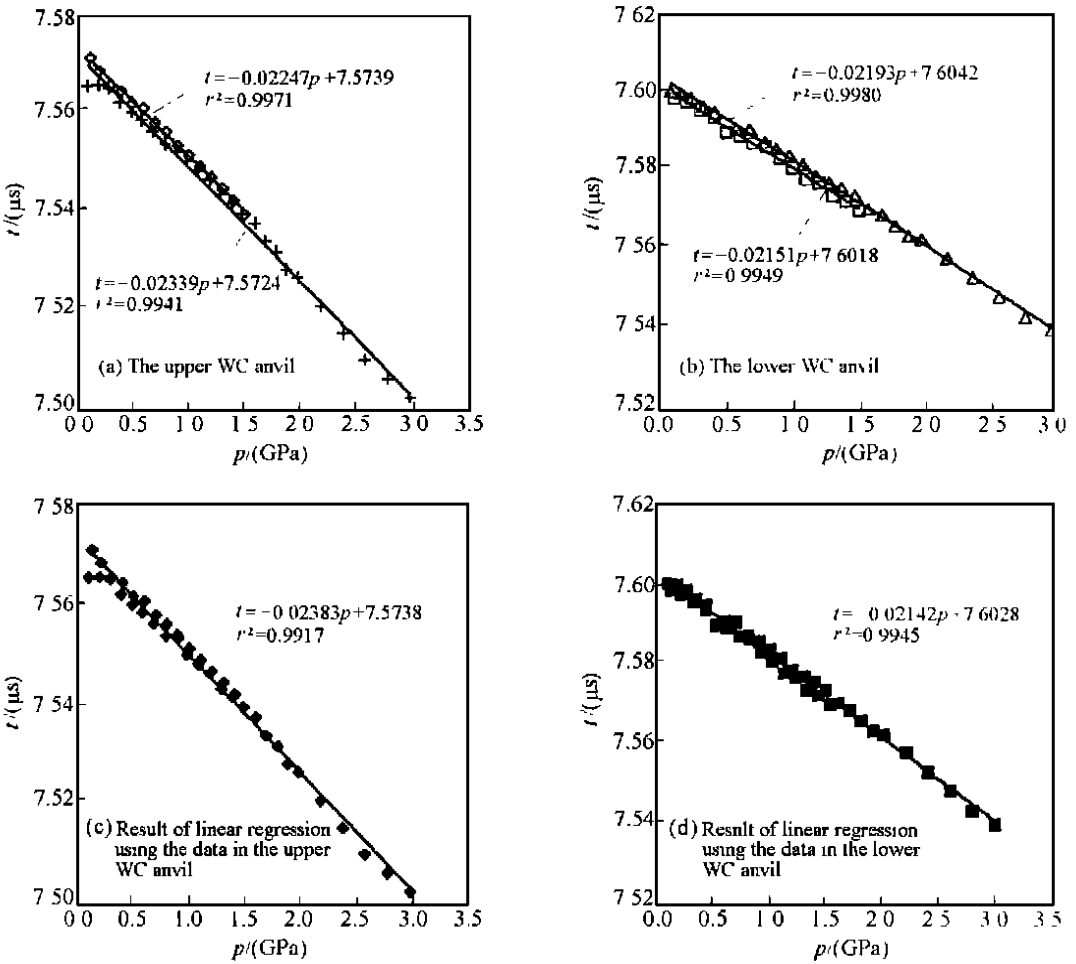 7.58
7.56
7.54
7 52
7.50
t/(μs)
t=−0.02247p+7.5739
r²=0.9971
t=−0.02339p+7.5724
r²=0.9941
(a) The upper WC anvil
0 0 0.5 1 0 1.5 2.0 2.5 3 0 3.5
p/(GPa)
7 62
7.60
7.58
7 56
7 54
7.52
t/(μs)
t=−0.02193p+7 6042
r²=0.9980
t=−0.02151p+7 6018
r²=0 9949
(b) The lower WC anvil
0.5 1 0 1.5 2 0 2.5 3 0
p/(GPa)
7 58
7 56
7.54
7.52
7 50
t/(μs)
t=−0 02383p+7.5738
r²=0.9917
(c) Result of linear regression
using the data in the upper
WC anvil
0.0 0.5 1.0 1.5 2.0 2.5 3.0 3.5
p/(GPa)
7.62
7.60
7.58
7.56
7.54
7 52
t/(μs)
t= 0.02142p+7 6028
r²=0 9945
(d) Result of linear regression
using the data in the lower
WC anvil
0.0 0.5 1 0 1.5 2 0 2.5 3 0 3.5
p/(GPa)